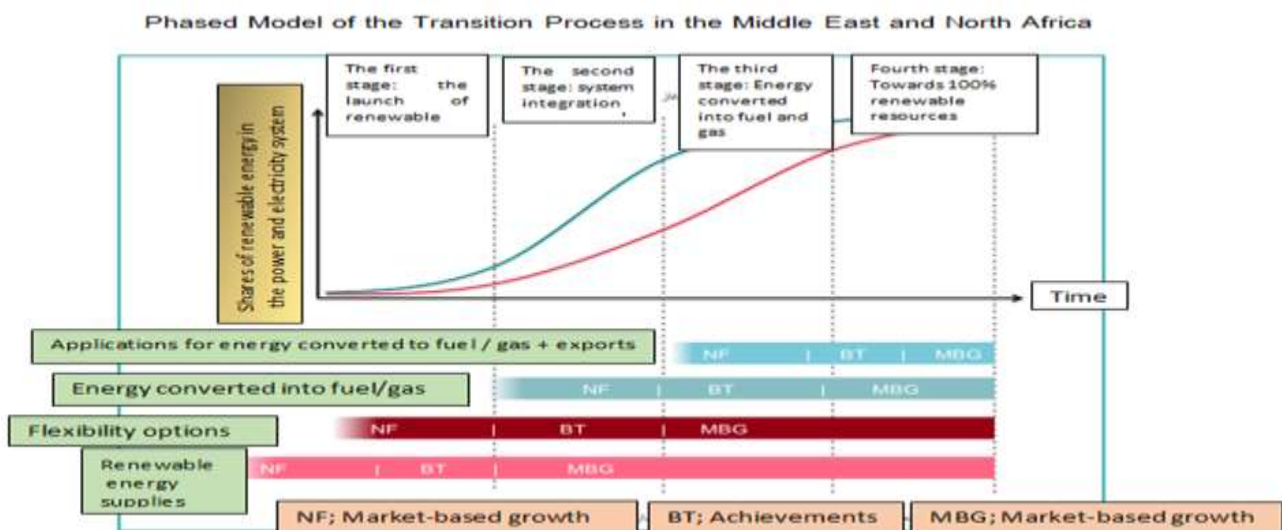 Phased Model of the Transition Process in the Middle East and North Africa
The first
stage: the
launch of
renewable
The second
stage: system
integration
The third
stage: Energy
converted
into fuel and
gas
Fourth stage:
Towards 100%
renewable
resources
Shares of renewable energy in
the power and electricity system
Time
Applications for energy converted to fuel / gas + exports
NF | BT | MBG
Energy converted into fuel/gas
NF | BT | MBG
Flexibility options
NF | BT | MBG
Renewable
energy
supplies
NF | BT | MBG
NF; Market-based growth
BT; Achievements
MBG; Market-based growth